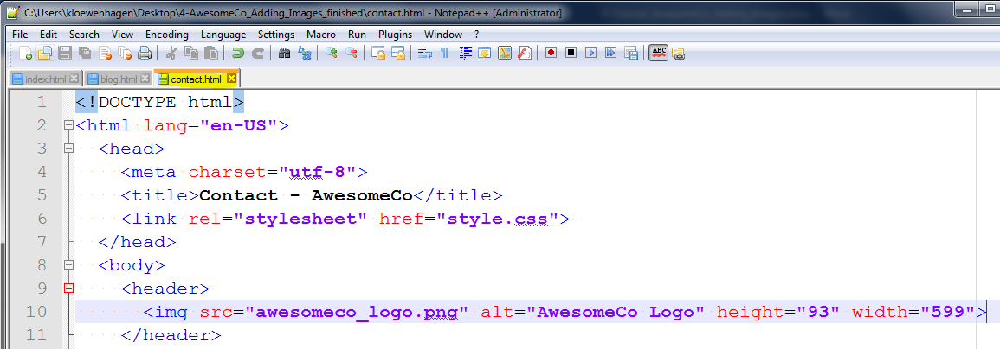 C:\Users\kloewenhagen\Desktop\4-AwesomeCo_Adding_Images_finished\contact.html - Notepad++ [Administrator]
File Edit Search View Encoding Language Settings Macro Run Plugins Window ?
ABC
index.html blog.html contact.html
1 <!DOCTYPE html>
2 <html lang="en-US">
3 <head>
4 <meta charset="utf-8">
5 <title>Contact - AwesomeCo</title>
6 <link rel="stylesheet" href="style.css">
7 </head>
8 <body>
9 <header>
10 <img src="awesomeco_logo.png" alt="AwesomeCo Logo" height="93" width="599">
11 </header>